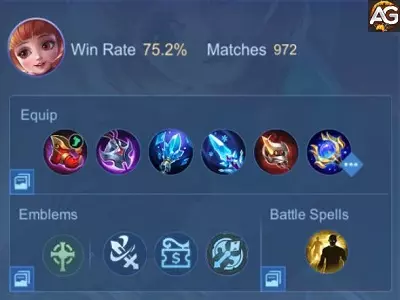 AG
Win Rate 75.2% Matches 972
Equip
Emblems
Battle Spells